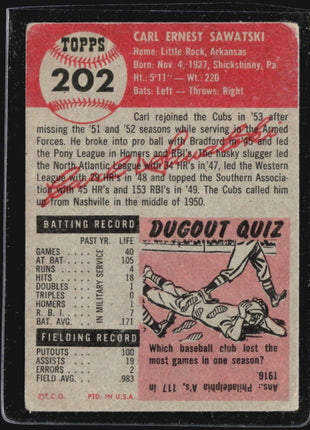 TOPPS
202
CARL ERNEST SAWATSKI
Home: Little Rock, Arkansas
Born: Nov. 4, 1927, Shickshinny, Pa.
Ht.: 5'11" — Wt.: 220
Bats: Left – Throws: Right
Carl rejoined the Cubs in '53 after
missing the '51 and '52 seasons while serving in the Armed
Forces. He broke into pro ball with Bradford in '45 and led
the Pony League in Homers and RBI's. The husky slugger led
the North Atlantic League with 34 HR's in '47, led the Western
League with 29 HR's in '48 and topped the Southern Associa-
tion with 45 HR's and 153 RBI's in '49. The Cubs called him
up from Nashville in the middle of 1950.
Carl Sawatski
BATTING RECORD
PAST YR. LIFE
GAMES 40
AT BAT 105
RUNS 4
HITS 18
DOUBLES 1
TRIPLES 0
H. RUNS 1
R. B. I. 7
BAT. AVG. .171
IN MILITARY SERVICE
FIELDING RECORD
PUTOUTS 100
ASSISTS 19
ERRORS 2
FIELD AVG. .983
©T.C.G. PTD. IN U.S.A.
DUGOUT QUIZ
Which baseball club lost the
most games in one season?
Ans.: Philadelphia A's, 117 in
1916.